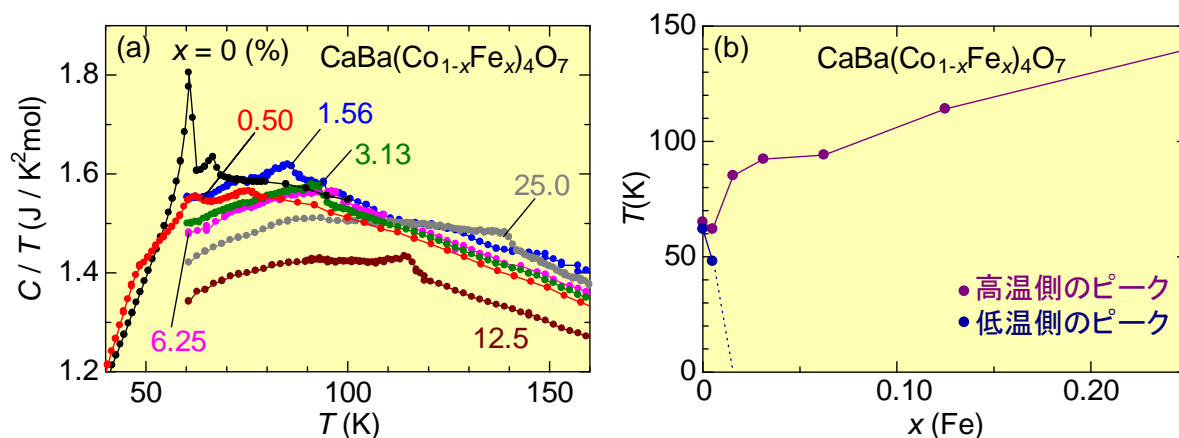 (a) x = 0 (%) CaBa(Co1-xFex)4O7
0.50
1.56
3.13
25.0
6.25
12.5
1.8
1.6
1.4
1.2
C / T (J / K²mol)
50 100 150
T (K)
(b) CaBa(Co1-xFex)4O7
150
100
50
0
T(K)
高温側のピーク
低温側のピーク
0 0.10 0.20
x (Fe)